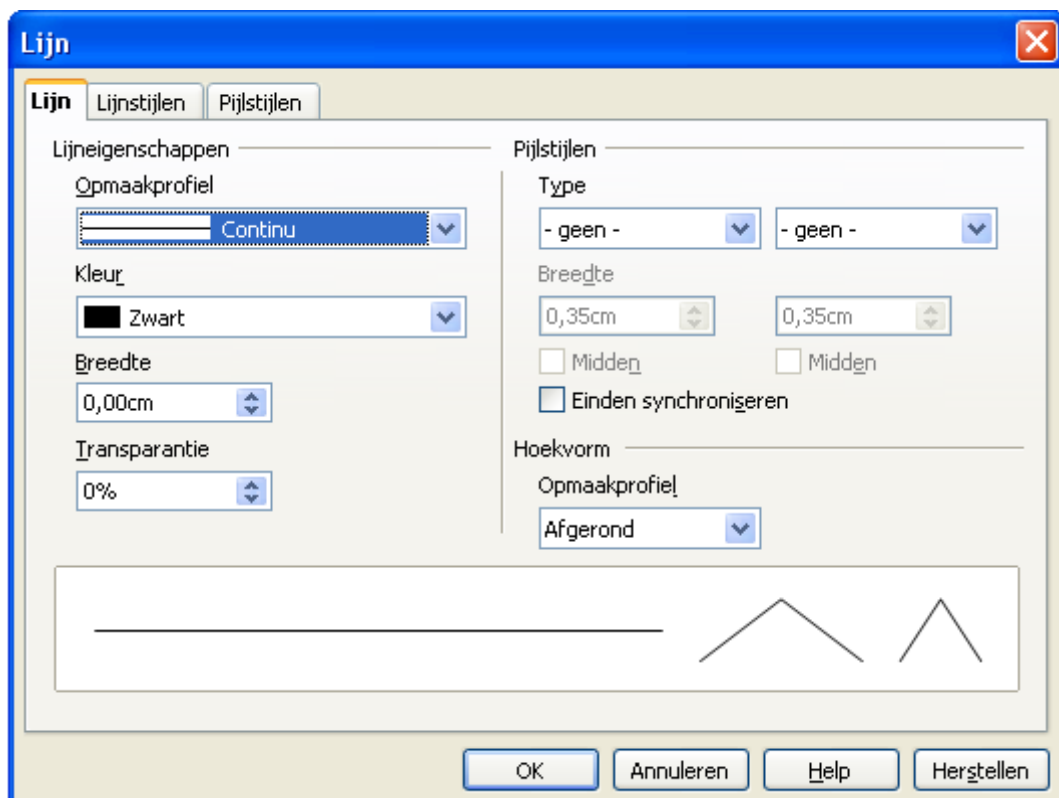 Lijn
Lijn Lijnstijlen Pijlstijlen
Lijneigenschappen
Opmaakprofiel
Continu
Kleur
Zwart
Breedte
0,00cm
Transparantie
0%
Pijlstijlen
Type
- geen - - geen -
Breedte
0,35cm 0,35cm
Midden Midden
Einden synchroniseren
Hoekvorm
Opmaakprofiel
Afgerond
OK Annuleren Help Herstellen